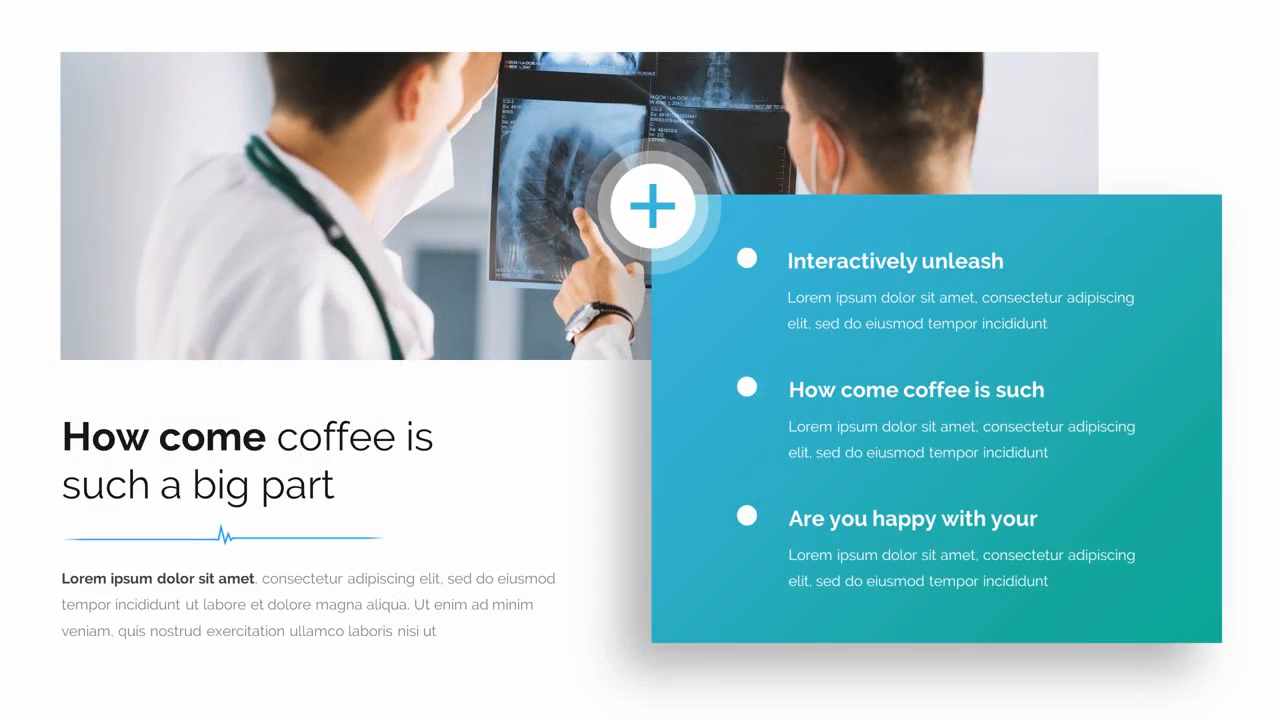 How come coffee is
such a big part
Lorem ipsum dolor sit amet, consectetur adipiscing elit, sed do eiusmod
tempor incididunt ut labore et dolore magna aliqua. Ut enim ad minim
veniam, quis nostrud exercitation ullamco laboris nisi ut
Interactively unleash
Lorem ipsum dolor sit amet, consectetur adipiscing
elit, sed do eiusmod tempor incididunt
How come coffee is such
Lorem ipsum dolor sit amet, consectetur adipiscing
elit, sed do eiusmod tempor incididunt
Are you happy with your
Lorem ipsum dolor sit amet, consectetur adipiscing
elit, sed do eiusmod tempor incididunt